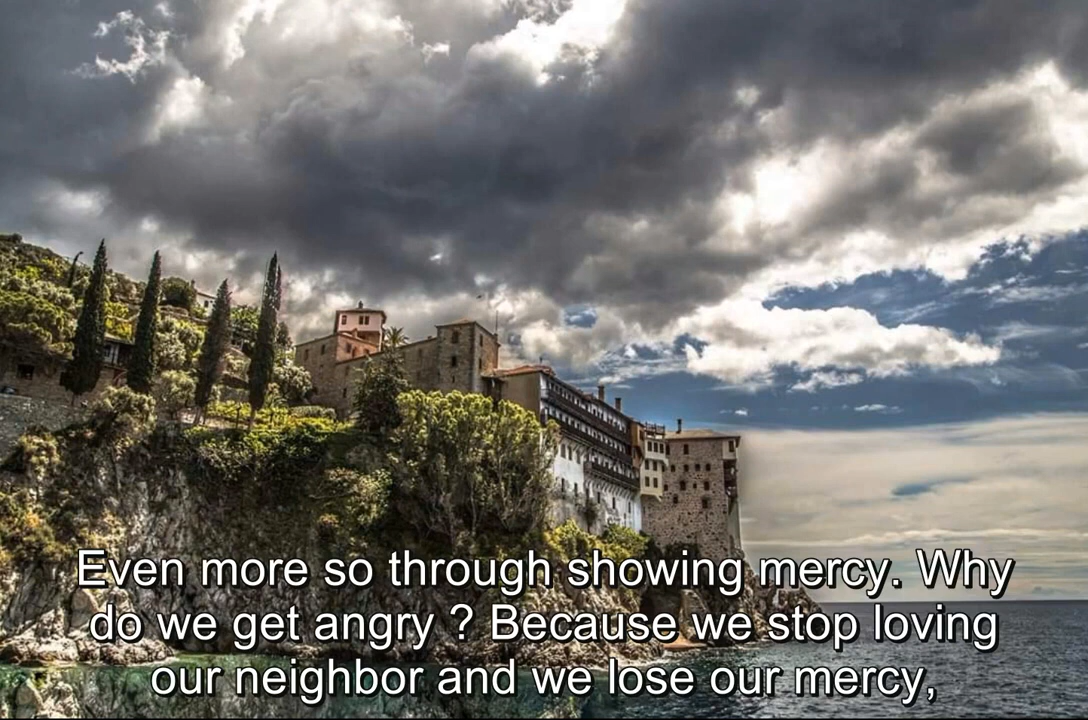 Even more so through showing mercy. Why
do we get angry ? Because we stop loving
our neighbor and we lose our mercy,